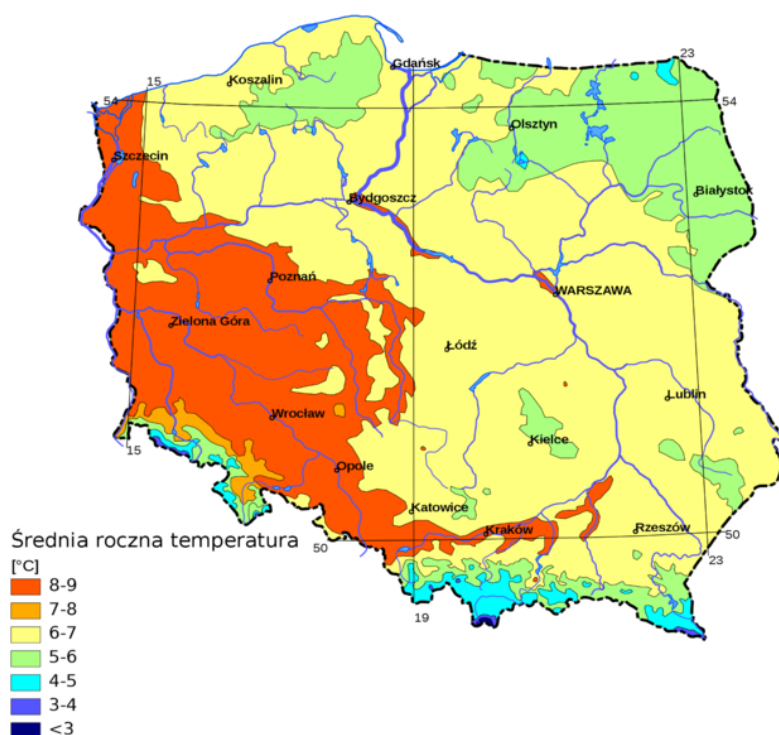 23
Gdańsk
15
Koszalin
54
54
Olsztyn
Szczecin
Białystok
Bydgoszcz
Poznań
WARSZAWA
Zielona Góra
Łódź
Lublin
Wrocław
Kielce
15
Opole
Katowice
Kraków
Rzeszów
50
50
23
19
Średnia roczna temperatura
[°C]
8-9
7-8
6-7
5-6
4-5
3-4
<3